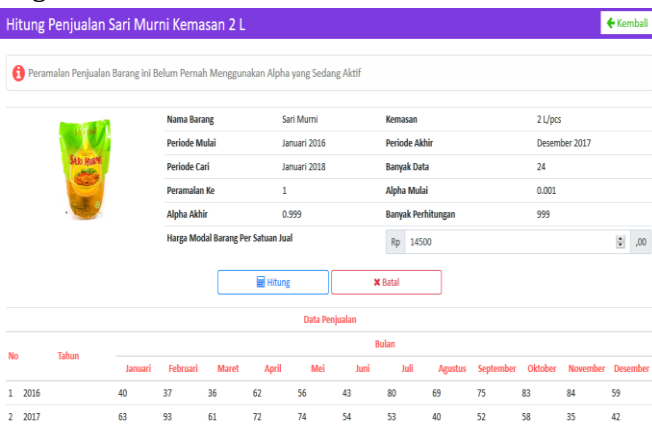 Hitung Penjualan Sari Murni Kemasan 2 L
Kembali
Peramalan Penjualan Barang ini Belum Pernah Menggunakan Alpha yang Sedang Aktif
SARI MURNI
Nama Barang Sari Murni Kemasan 2 L/pcs
Periode Mulai Januari 2016 Periode Akhir Desember 2017
Periode Cari Januari 2018 Banyak Data 24
Peramalan Ke 1 Alpha Mulai 0.001
Alpha Akhir 0.999 Banyak Perhitungan 999
Harga Modal Barang Per Satuan Jual Rp 14500 ,00
Hitung Batal
Data Penjualan
No Tahun Bulan
Januari Februari Maret April Mei Juni Juli Agustus September Oktober November Desember
1 2016 40 37 36 62 56 43 80 69 75 83 84 59
2 2017 63 93 61 72 74 54 53 40 52 58 35 42